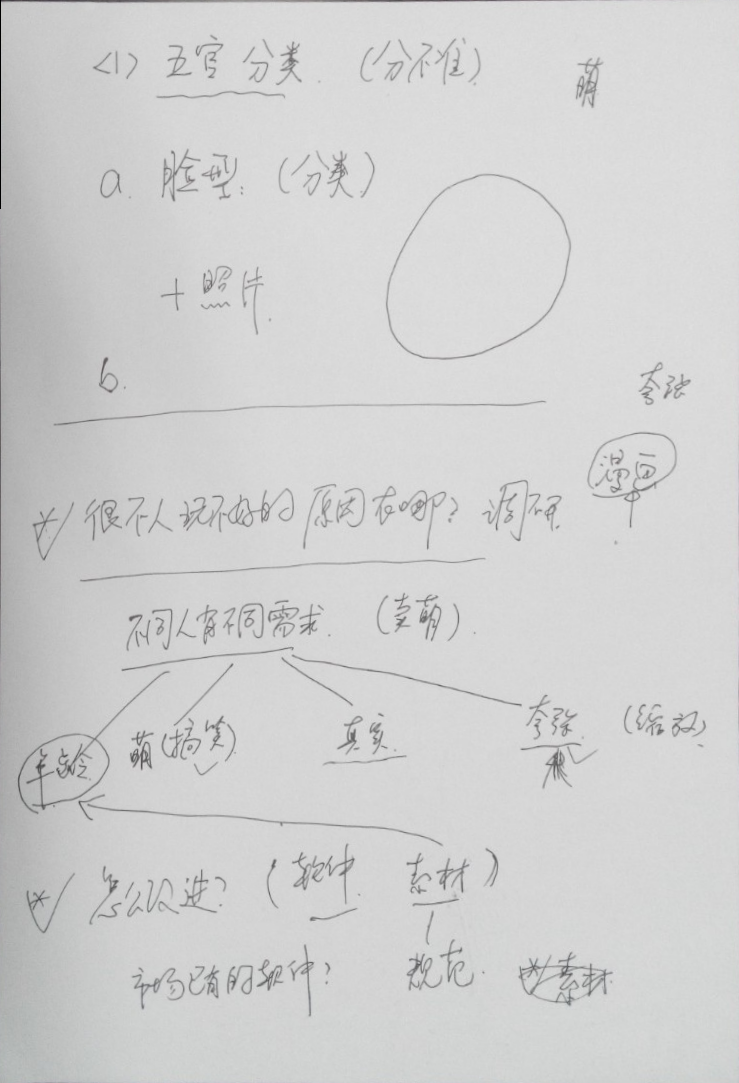 <1> 五官分类. (分不准)
萌
a. 脸型: (分类)
+ 照片.
b.
夸张
漫画
* 很不人玩不好的原因在哪? 调研
不同人有不同需求. (卖萌).
年龄 萌(搞笑) 真实. 夸张. (缩放).
* 怎么改进? (软件. 素材)
市场已有的软件? 规范. 素材